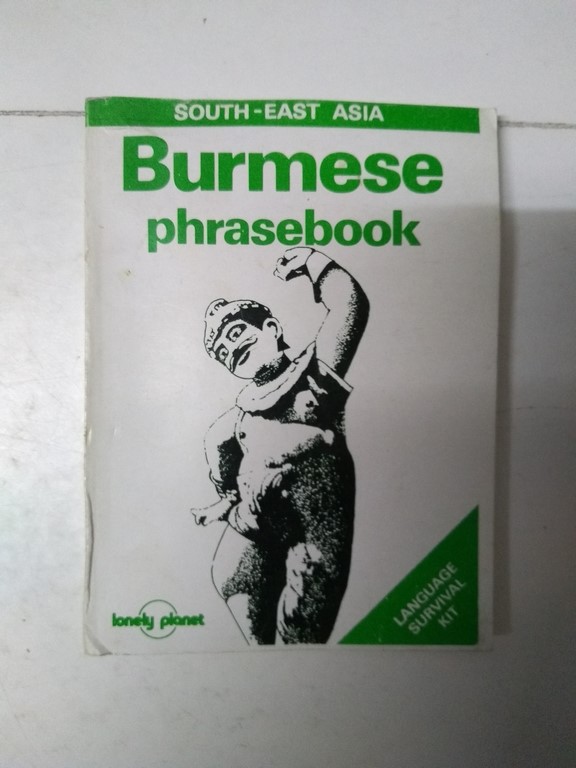 SOUTH-EAST ASIA
Burmese
phrasebook
lonely planet
LANGUAGE
SURVIVAL
KIT